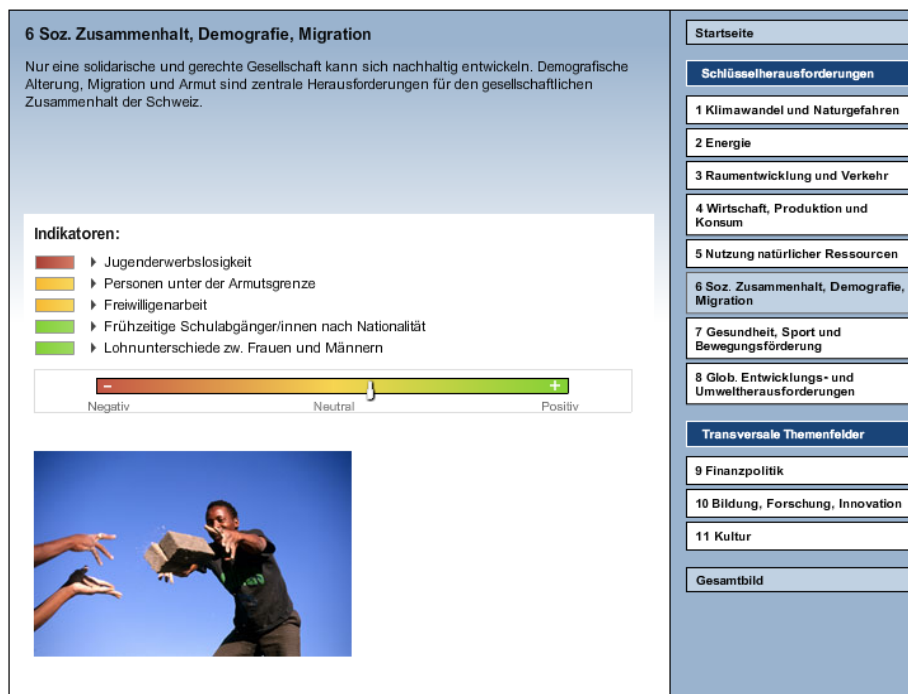 6 Soz. Zusammenhalt, Demografie, Migration
Nur eine solidarische und gerechte Gesellschaft kann sich nachhaltig entwickeln. Demografische
Alterung, Migration und Armut sind zentrale Herausforderungen für den gesellschaftlichen
Zusammenhalt der Schweiz.
Indikatoren:
Jugenderwerbslosigkeit
Personen unter der Armutsgrenze
Freiwilligenarbeit
Frühzeitige Schulabgänger/innen nach Nationalität
Lohnunterschiede zw. Frauen und Männern
− +
Negativ Neutral Positiv
Startseite
Schlüsselherausforderungen
1 Klimawandel und Naturgefahren
2 Energie
3 Raumentwicklung und Verkehr
4 Wirtschaft, Produktion und
Konsum
5 Nutzung natürlicher Ressourcen
6 Soz. Zusammenhalt, Demografie,
Migration
7 Gesundheit, Sport und
Bewegungsförderung
8 Glob. Entwicklungs- und
Umweltherausforderungen
Transversale Themenfelder
9 Finanzpolitik
10 Bildung, Forschung, Innovation
11 Kultur
Gesamtbild